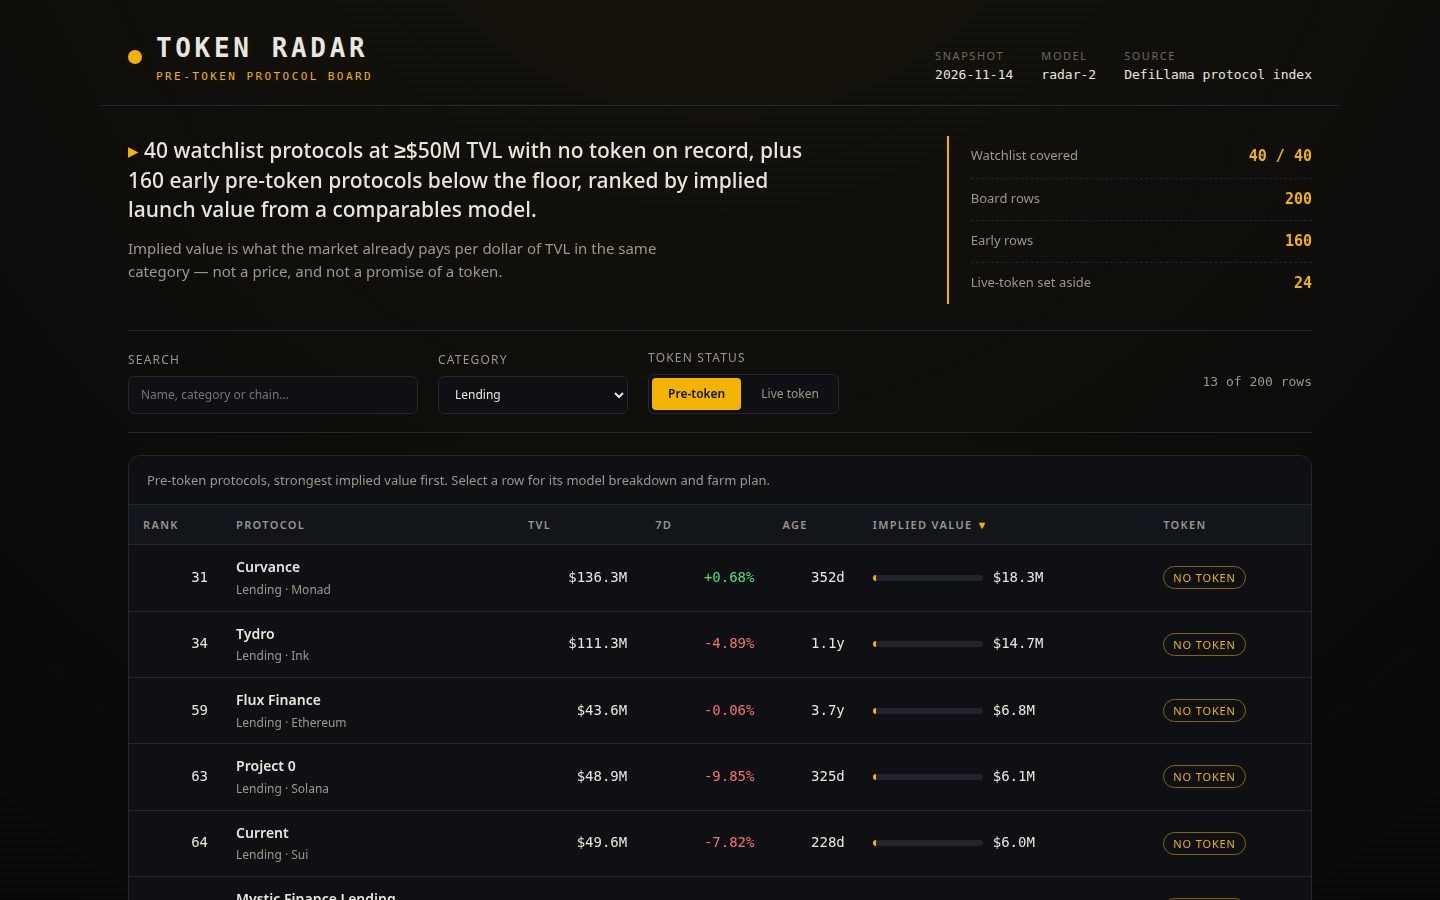 TOKEN RADAR
PRE-TOKEN PROTOCOL BOARD
SNAPSHOT
2026-11-14
MODEL
radar-2
SOURCE
DefiLlama protocol index
▸ 40 watchlist protocols at ≥$50M TVL with no token on record, plus
160 early pre-token protocols below the floor, ranked by implied
launch value from a comparables model.
Implied value is what the market already pays per dollar of TVL in the same
category — not a price, and not a promise of a token.
Watchlist covered 40 / 40
Board rows 200
Early rows 160
Live-token set aside 24
SEARCH
Name, category or chain...
CATEGORY
Lending
TOKEN STATUS
Pre-token Live token
13 of 200 rows
Pre-token protocols, strongest implied value first. Select a row for its model breakdown and farm plan.
RANK PROTOCOL TVL 7D AGE IMPLIED VALUE ▼ TOKEN
31 Curvance $136.3M +0.68% 352d $18.3M NO TOKEN
Lending · Monad
34 Tydro $111.3M -4.89% 1.1y $14.7M NO TOKEN
Lending · Ink
59 Flux Finance $43.6M -0.06% 3.7y $6.8M NO TOKEN
Lending · Ethereum
63 Project 0 $48.9M -9.85% 325d $6.1M NO TOKEN
Lending · Solana
64 Current $49.6M -7.82% 228d $6.0M NO TOKEN
Lending · Sui
Mystic Finance Lending